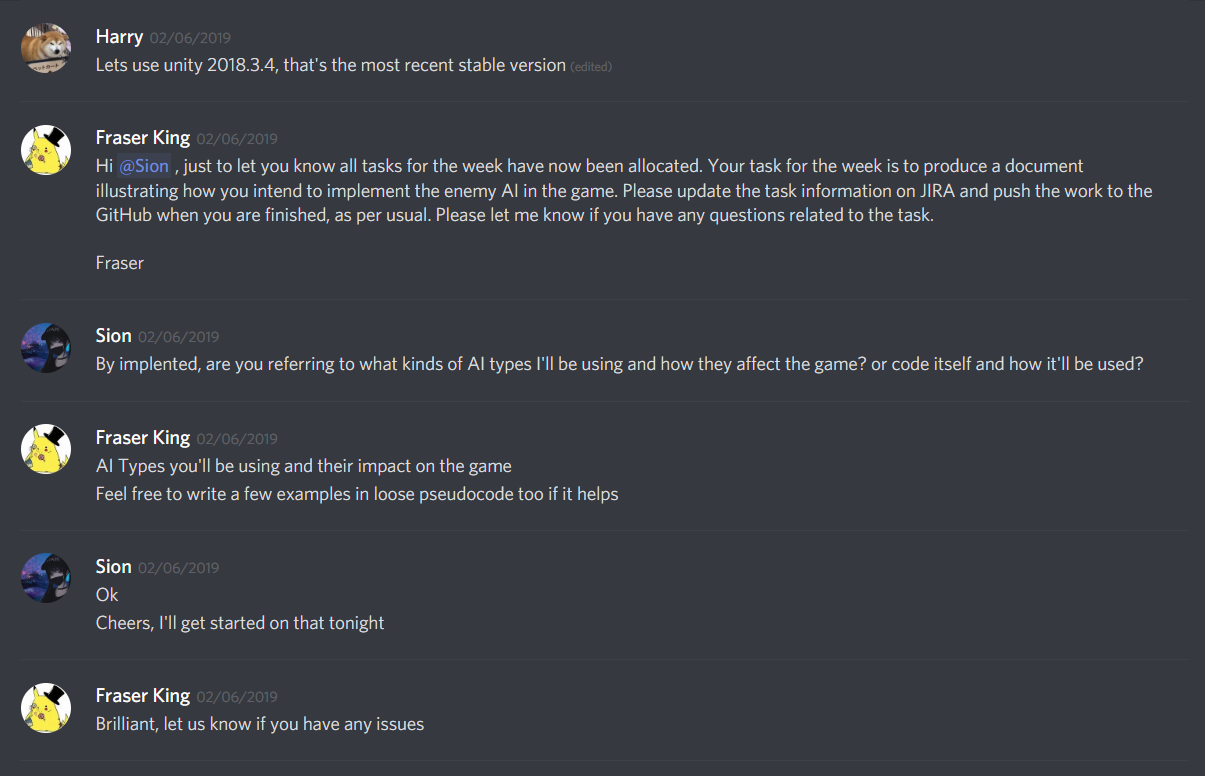 Harry 02/06/2019
Lets use unity 2018.3.4, that's the most recent stable version (edited)
Fraser King 02/06/2019
Hi @Sion , just to let you know all tasks for the week have now been allocated. Your task for the week is to produce a document
illustrating how you intend to implement the enemy AI in the game. Please update the task information on JIRA and push the work to the
GitHub when you are finished, as per usual. Please let me know if you have any questions related to the task.
Fraser
Sion 02/06/2019
By implented, are you referring to what kinds of AI types I'll be using and how they affect the game? or code itself and how it'll be used?
Fraser King 02/06/2019
AI Types you'll be using and their impact on the game
Feel free to write a few examples in loose pseudocode too if it helps
Sion 02/06/2019
Ok
Cheers, I'll get started on that tonight
Fraser King 02/06/2019
Brilliant, let us know if you have any issues